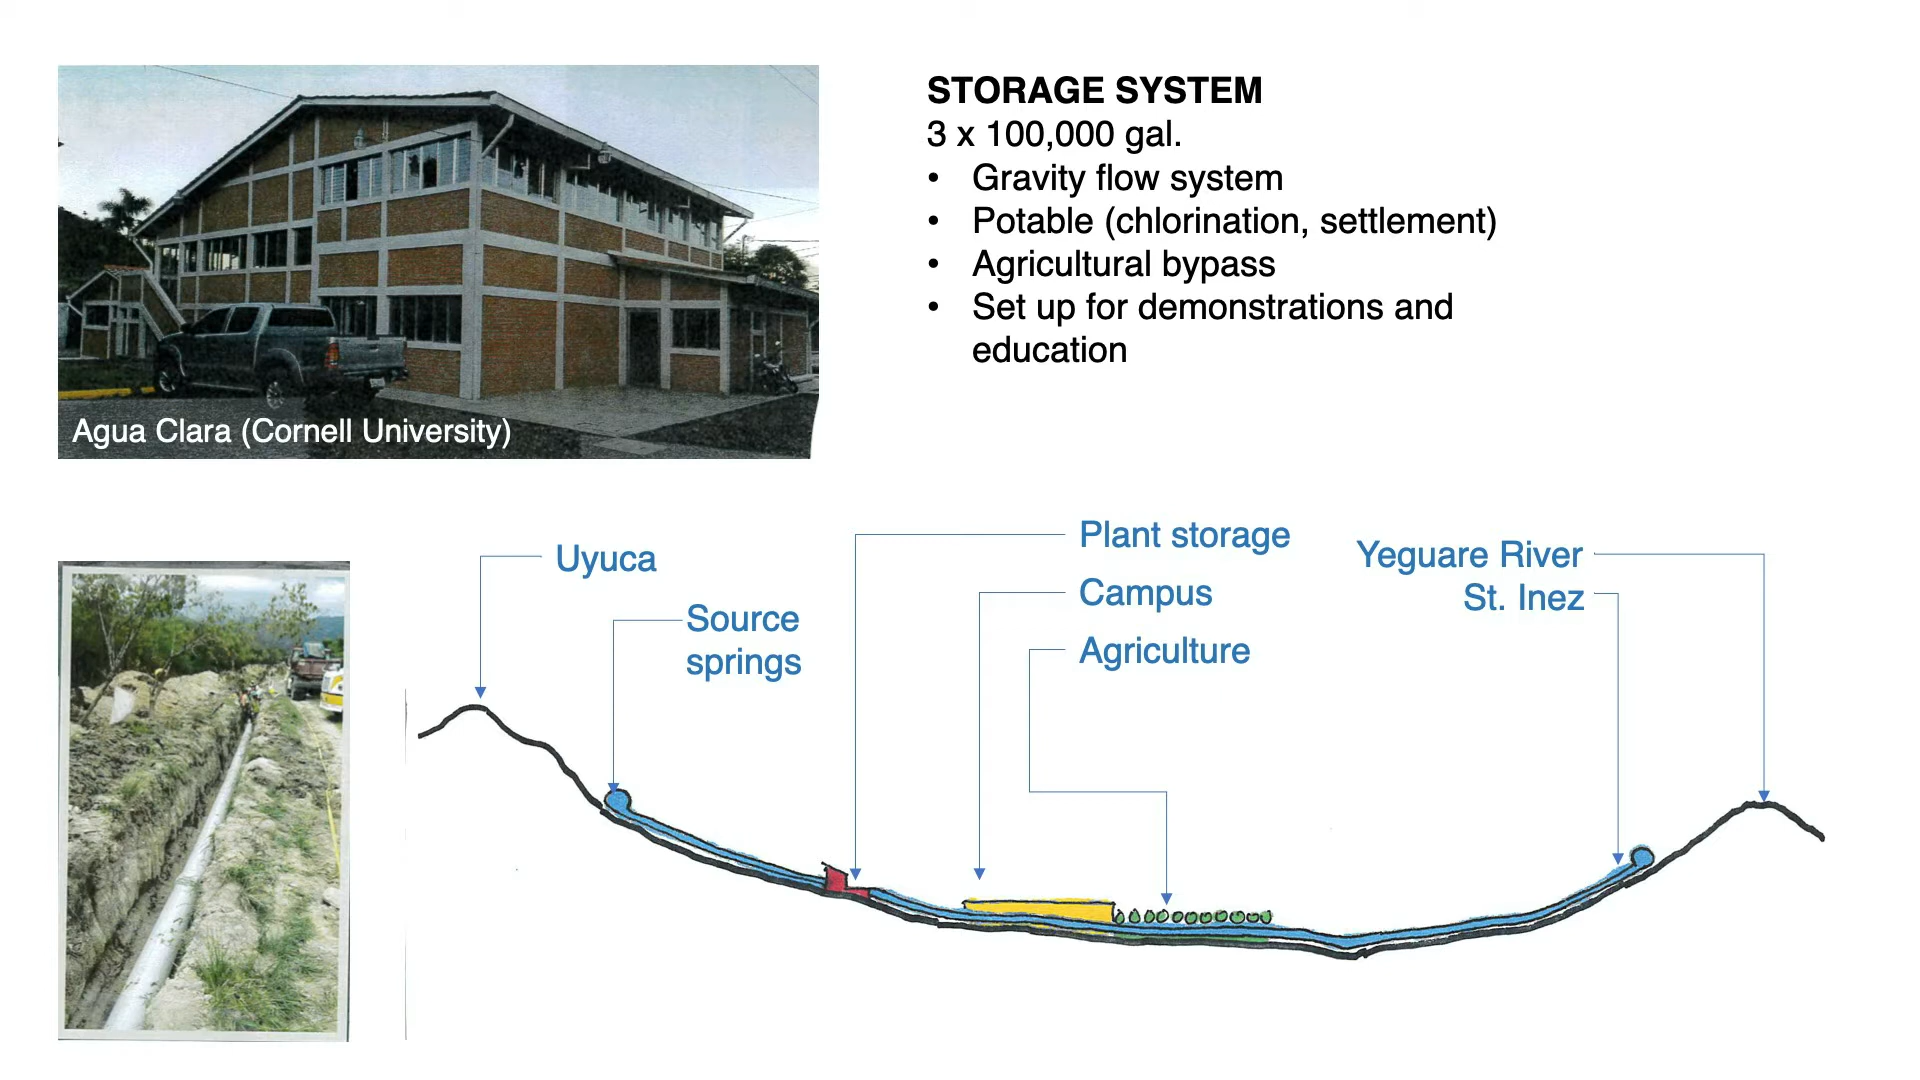 STORAGE SYSTEM
3 x 100,000 gal.
• Gravity flow system
• Potable (chlorination, settlement)
• Agricultural bypass
• Set up for demonstrations and
education
Agua Clara (Cornell University)
Uyuca
Source
springs
Plant storage
Campus
Agriculture
Yeguare River
St. Inez